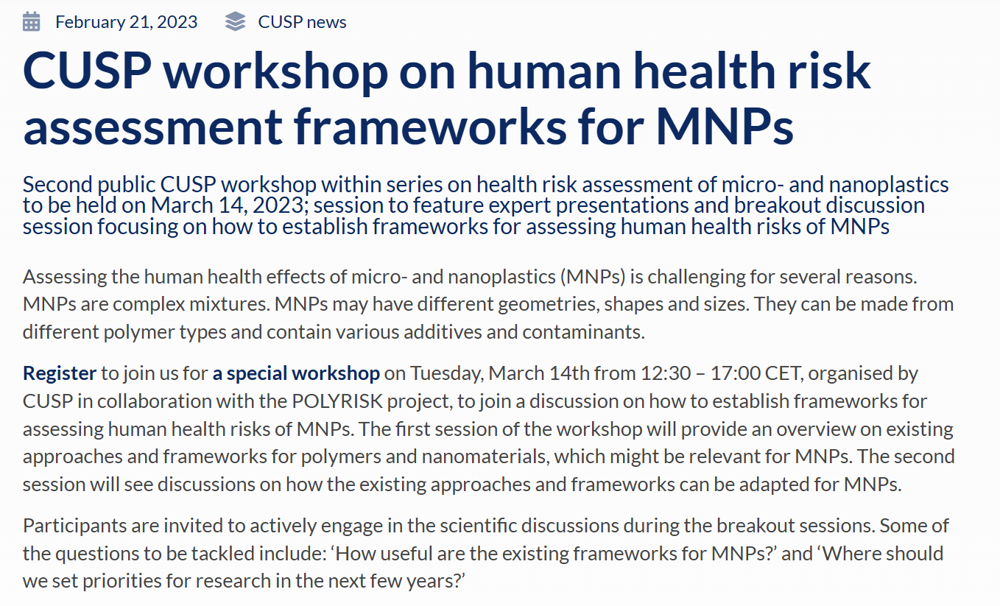 February 21, 2023 CUSP news
CUSP workshop on human health risk
assessment frameworks for MNPs
Second public CUSP workshop within series on health risk assessment of micro- and nanoplastics
to be held on March 14, 2023; session to feature expert presentations and breakout discussion
session focusing on how to establish frameworks for assessing human health risks of MNPs
Assessing the human health effects of micro- and nanoplastics (MNPs) is challenging for several reasons.
MNPs are complex mixtures. MNPs may have different geometries, shapes and sizes. They can be made from
different polymer types and contain various additives and contaminants.
Register to join us for a special workshop on Tuesday, March 14th from 12:30 – 17:00 CET, organised by
CUSP in collaboration with the POLYRISK project, to join a discussion on how to establish frameworks for
assessing human health risks of MNPs. The first session of the workshop will provide an overview on existing
approaches and frameworks for polymers and nanomaterials, which might be relevant for MNPs. The second
session will see discussions on how the existing approaches and frameworks can be adapted for MNPs.
Participants are invited to actively engage in the scientific discussions during the breakout sessions. Some of
the questions to be tackled include: ‘How useful are the existing frameworks for MNPs?’ and ‘Where should
we set priorities for research in the next few years?’